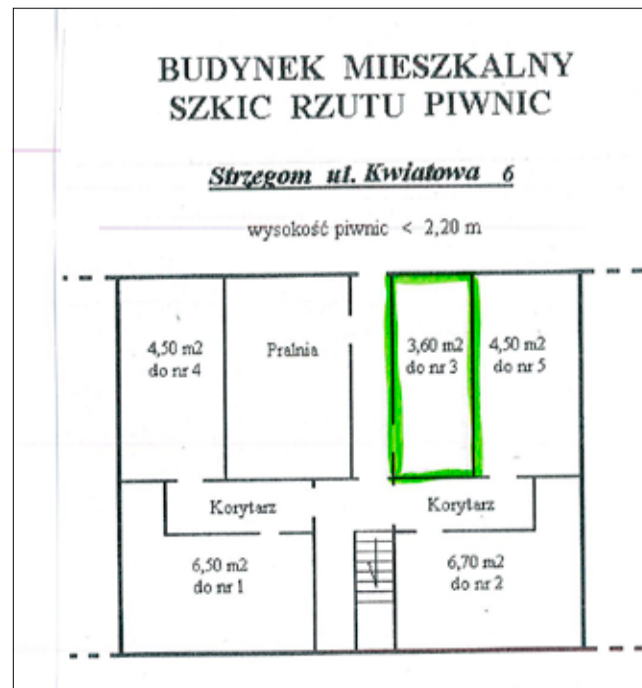 BUDYNEK MIESZKALNY
SZKIC RZUTU PIWNIC
Strzegom ul. Kwiatowa 6
wysokość piwnic < 2,20 m
4,50 m2
do nr 4
Pralnia
3,60 m2
do nr 3
4,50 m2
do nr 5
Korytarz
Korytarz
6,50 m2
do nr 1
6,70 m2
do nr 2